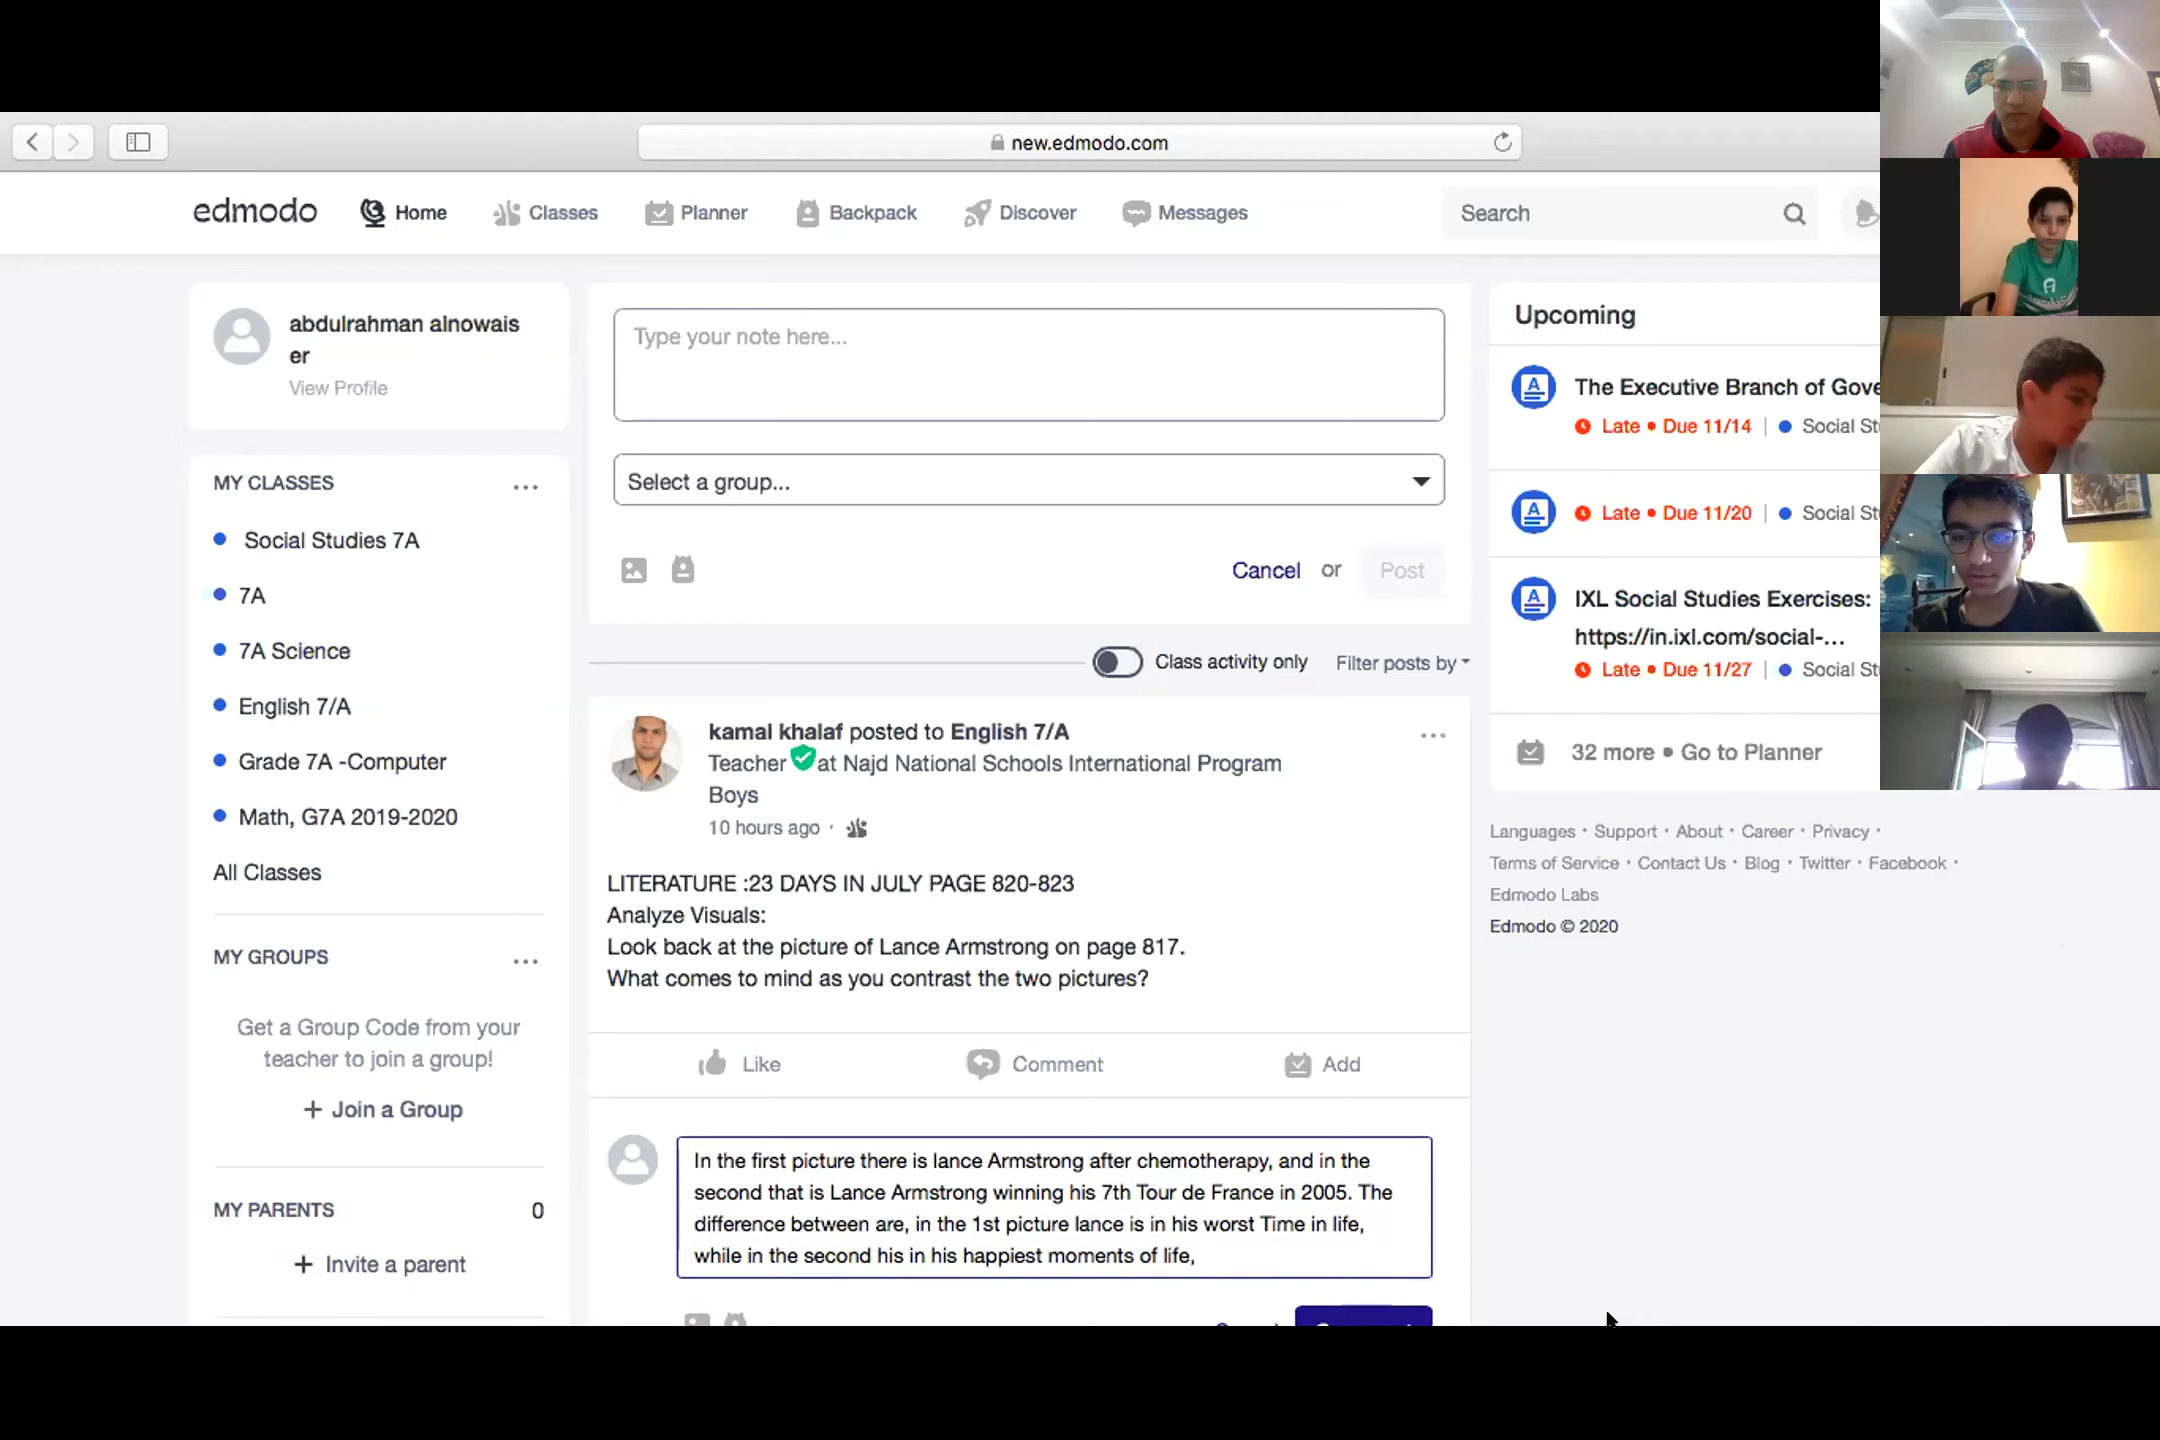 new.edmodo.com
edmodo
Home
Classes
Planner
Backpack
Discover
Messages
Search
abdulrahman alnowais
er
View Profile
MY CLASSES
Social Studies 7A
7A
7A Science
English 7/A
Grade 7A -Computer
Math, G7A 2019-2020
All Classes
MY GROUPS
Get a Group Code from your
teacher to join a group!
+ Join a Group
MY PARENTS 0
+ Invite a parent
Type your note here...
Select a group...
Cancel or Post
Class activity only
Filter posts by
kamal khalaf posted to English 7/A
Teacher at Najd National Schools International Program
Boys
10 hours ago ·
LITERATURE :23 DAYS IN JULY PAGE 820-823
Analyze Visuals:
Look back at the picture of Lance Armstrong on page 817.
What comes to mind as you contrast the two pictures?
Like
Comment
Add
In the first picture there is lance Armstrong after chemotherapy, and in the
second that is Lance Armstrong winning his 7th Tour de France in 2005. The
difference between are, in the 1st picture lance is in his worst Time in life,
while in the second his in his happiest moments of life,
Upcoming
The Executive Branch of Gove
Late • Due 11/14 | Social St
Late • Due 11/20 | Social St
IXL Social Studies Exercises:
https://in.ixl.com/social-...
Late • Due 11/27 | Social St
32 more • Go to Planner
Languages · Support · About · Career · Privacy ·
Terms of Service · Contact Us · Blog · Twitter · Facebook ·
Edmodo Labs
Edmodo © 2020